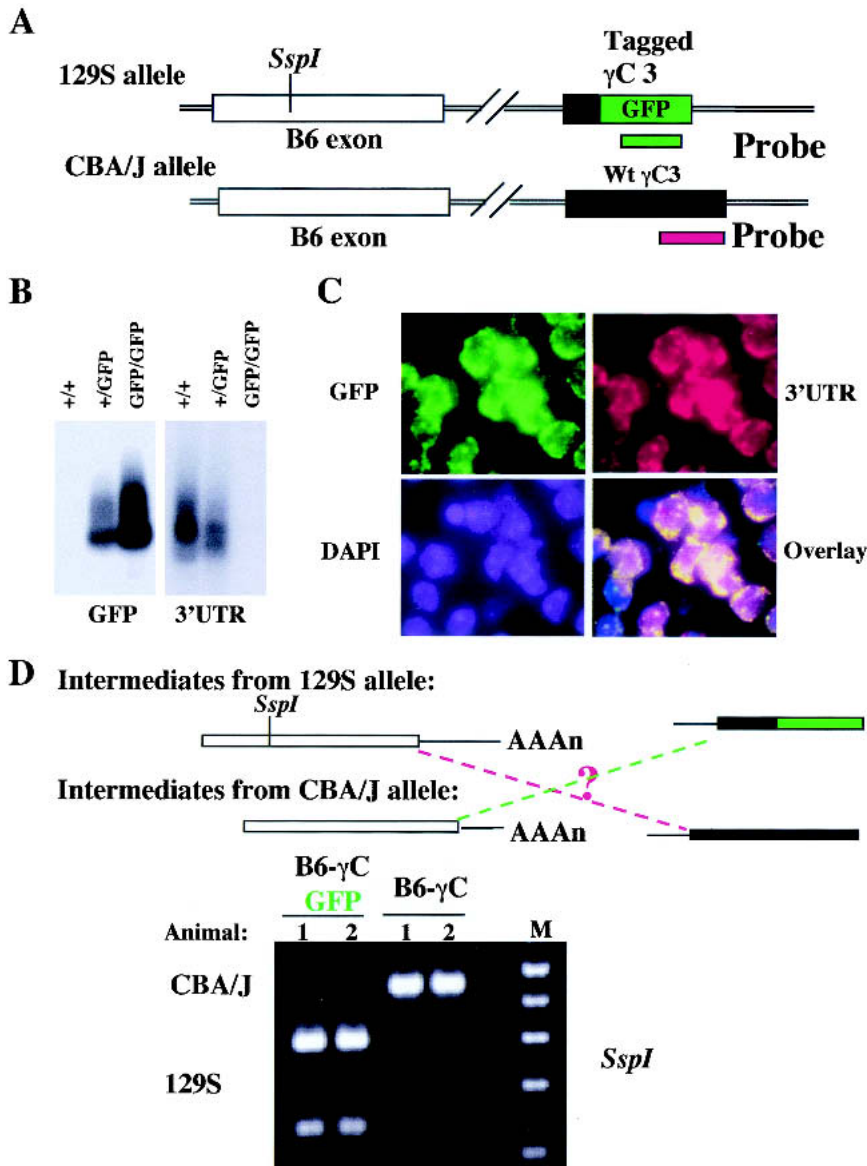 A
129S allele
SspI
Tagged
γC 3
GFP
B6 exon
Probe
CBA/J allele
Wt γC3
B6 exon
Probe
B
+/+
+/GFP
GFP/GFP
+/+
+/GFP
GFP/GFP
GFP
3'UTR
C
GFP
3'UTR
DAPI
Overlay
D
Intermediates from 129S allele:
SspI
AAAn
?
Intermediates from CBA/J allele:
AAAn
B6-γC
GFP
B6-γC
Animal:
1 2 1 2 M
CBA/J
129S
SspI